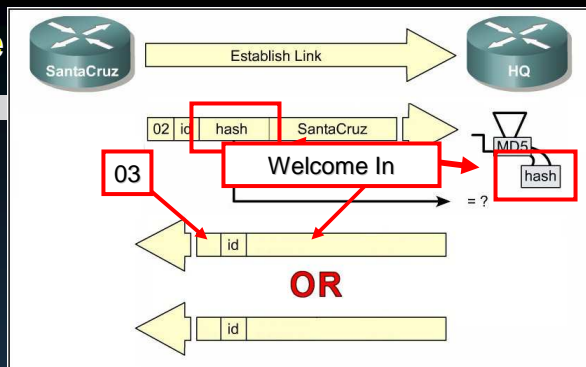 e
Establish Link
SantaCruz
HQ
02 id hash SantaCruz
MD5
Welcome In
03
hash
= ?
id
OR
id